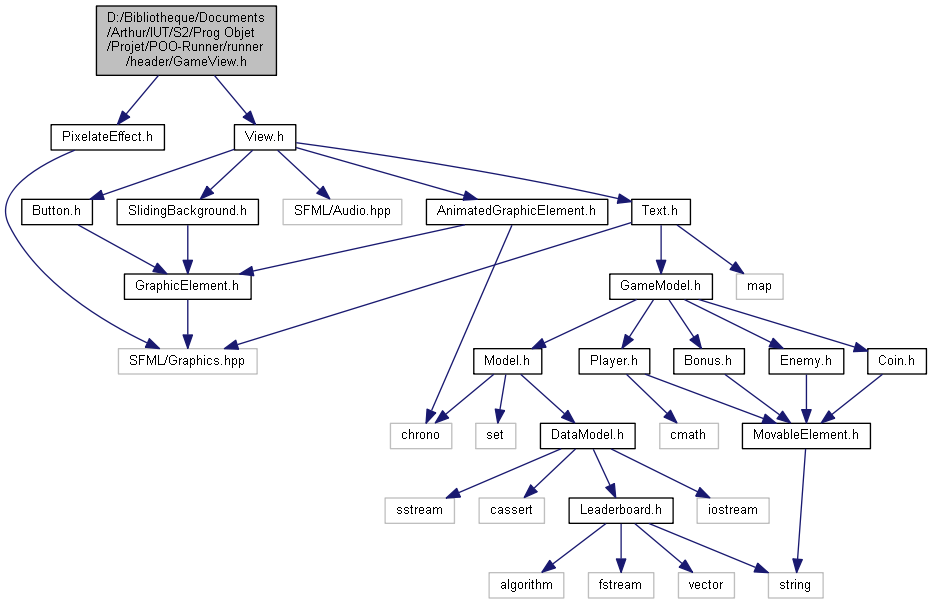 D:/Bibliotheque/Documents
/Arthur/IUT/S2/Prog Objet
/Projet/POO-Runner/runner
/header/GameView.h
PixelateEffect.h
View.h
Button.h
SlidingBackground.h
SFML/Audio.hpp
AnimatedGraphicElement.h
Text.h
GraphicElement.h
GameModel.h
map
SFML/Graphics.hpp
Model.h
Player.h
Bonus.h
Enemy.h
Coin.h
chrono
set
DataModel.h
cmath
MovableElement.h
sstream
cassert
Leaderboard.h
iostream
algorithm
fstream
vector
string